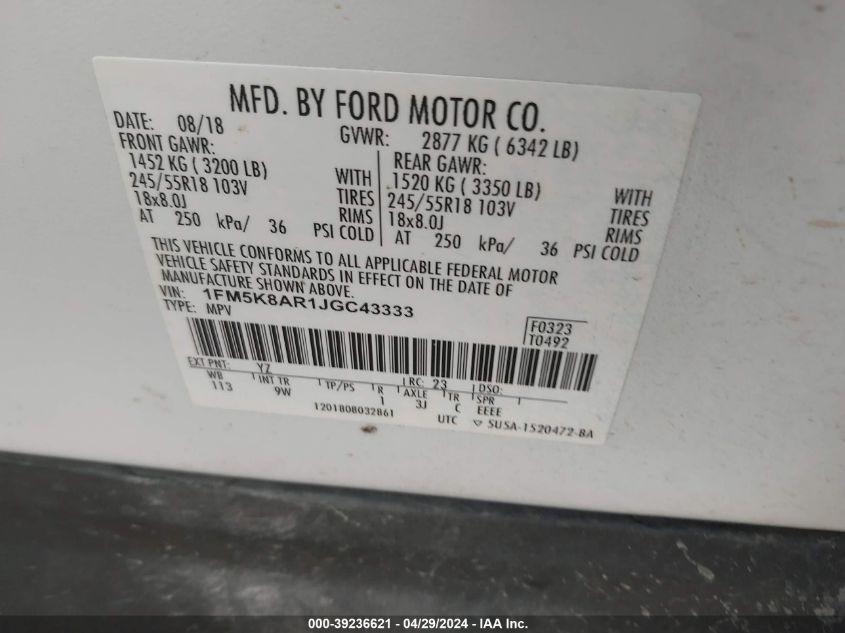 MFD. BY FORD MOTOR CO.
DATE: 08/18 GVWR: 2877 KG ( 6342 LB)
FRONT GAWR: REAR GAWR:
1452 KG ( 3200 LB) WITH 1520 KG ( 3350 LB) WITH
245/55R18 103V TIRES 245/55R18 103V TIRES
18x8.0J RIMS 18x8.0J RIMS
AT 250 kPa/ 36 PSI COLD AT 250 kPa/ 36 PSI COLD
THIS VEHICLE CONFORMS TO ALL APPLICABLE FEDERAL MOTOR
VEHICLE SAFETY STANDARDS IN EFFECT ON THE DATE OF
MANUFACTURE SHOWN ABOVE.
VIN: 1FM5K8AR1JGC43333
TYPE: MPV
F0323
T0492
EXT PNT: YZ RC: 23 DSO:
WB INT TR TP/PS R AXLE TR SPR
113 9W 1 3J C EEEE
1201808032861 UTC ▽ SUSA-1520472-BA
000-39236621 - 04/29/2024 - IAA Inc.